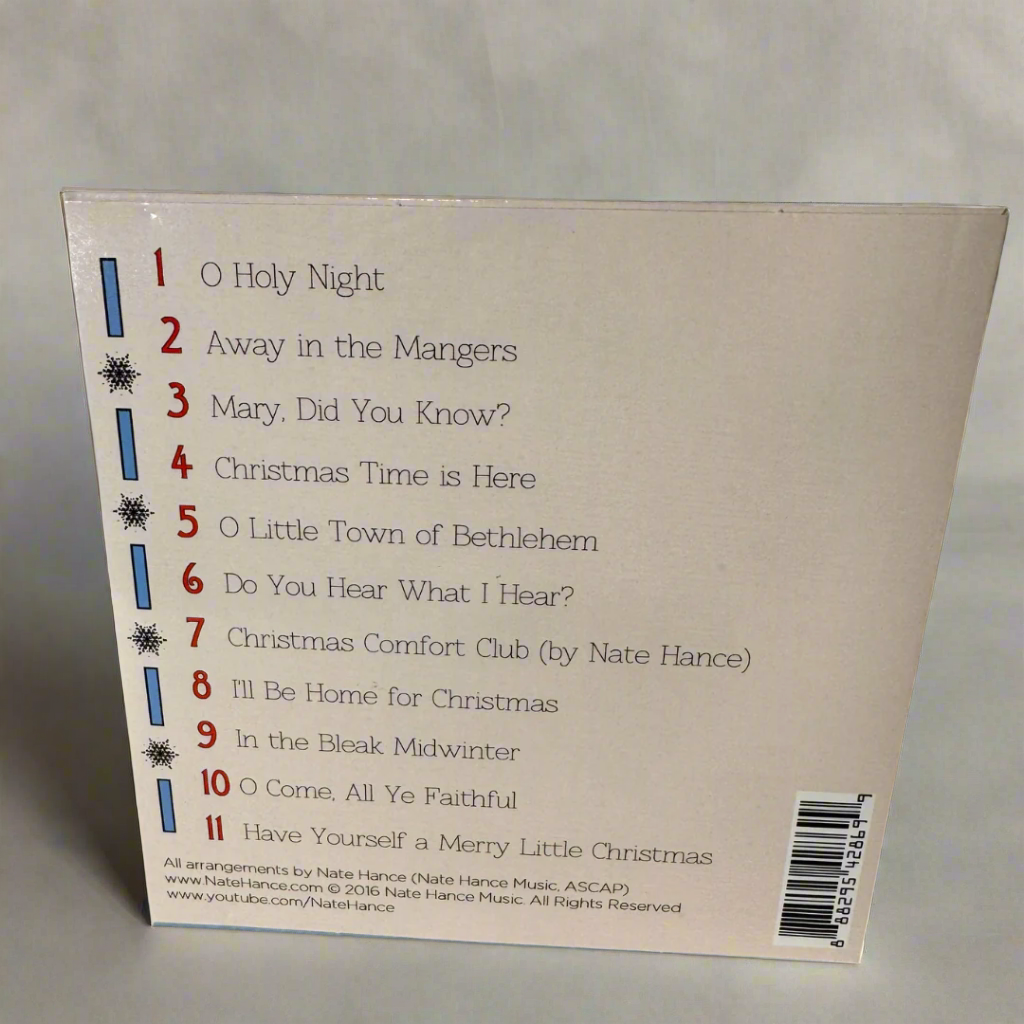 1 O Holy Night
2 Away in the Mangers
3 Mary, Did You Know?
4 Christmas Time is Here
5 O Little Town of Bethlehem
6 Do You Hear What I Hear?
7 Christmas Comfort Club (by Nate Hance)
8 I'll Be Home for Christmas
9 In the Bleak Midwinter
10 O Come, All Ye Faithful
11 Have Yourself a Merry Little Christmas
All arrangements by Nate Hance (Nate Hance Music, ASCAP)
www.NateHance.com © 2016 Nate Hance Music. All Rights Reserved
www.youtube.com/NateHance
8 88295 42869 9